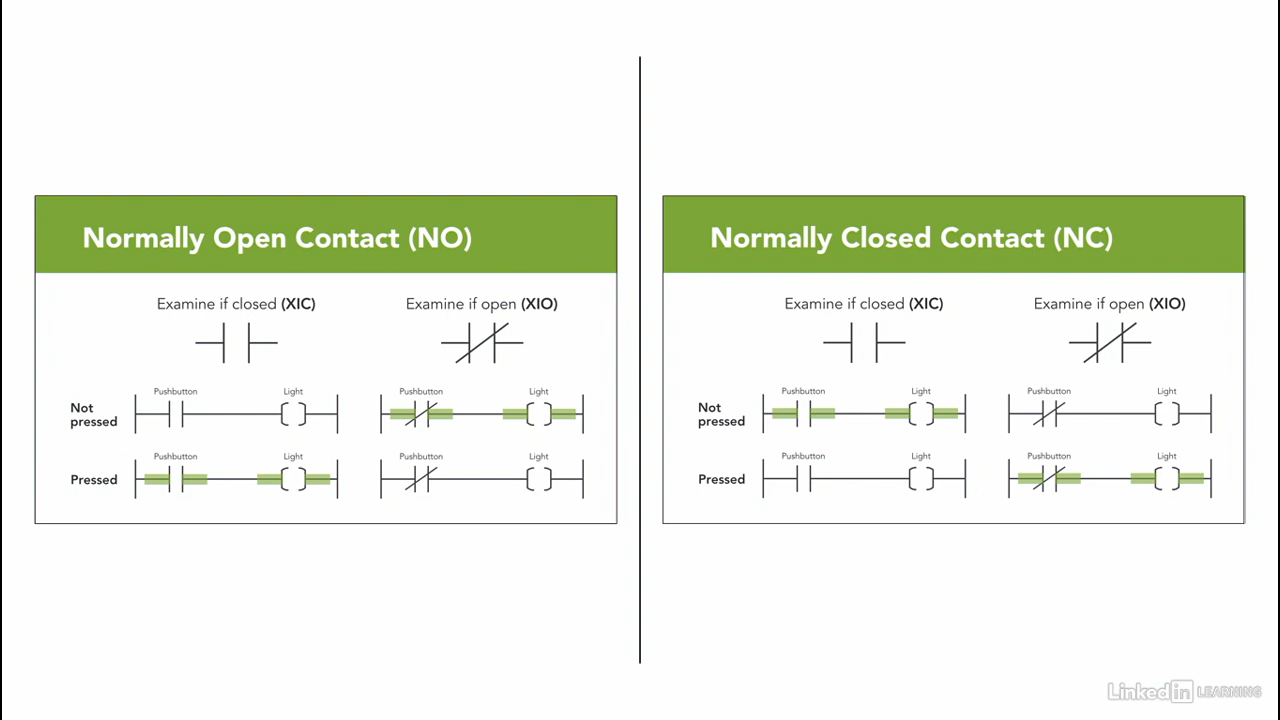 Normally Open Contact (NO)
Examine if closed (XIC)
Examine if open (XIO)
Pushbutton
Light
Pushbutton
Light
Not
pressed
Pushbutton
Light
Pushbutton
Light
Pressed
Normally Closed Contact (NC)
Examine if closed (XIC)
Examine if open (XIO)
Pushbutton
Light
Pushbutton
Light
Not
pressed
Pushbutton
Light
Pushbutton
Light
Pressed
LinkedIn LEARNING